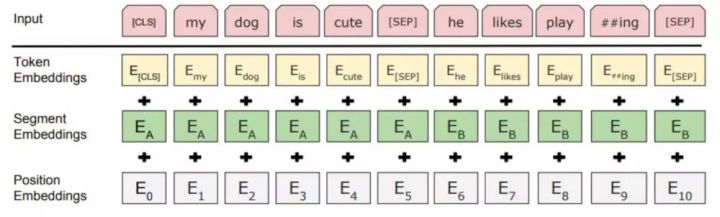 Input [CLS] my dog is cute [SEP] he likes play ##ing [SEP]
Token
Embeddings E[CLS] Emy Edog Eis Ecute E[SEP] Ehe Elikes Eplay E##ing E[SEP]
+ + + + + + + + + + +
Segment
Embeddings EA EA EA EA EA EA EB EB EB EB EB
+ + + + + + + + + + +
Position
Embeddings E0 E1 E2 E3 E4 E5 E6 E7 E8 E9 E10